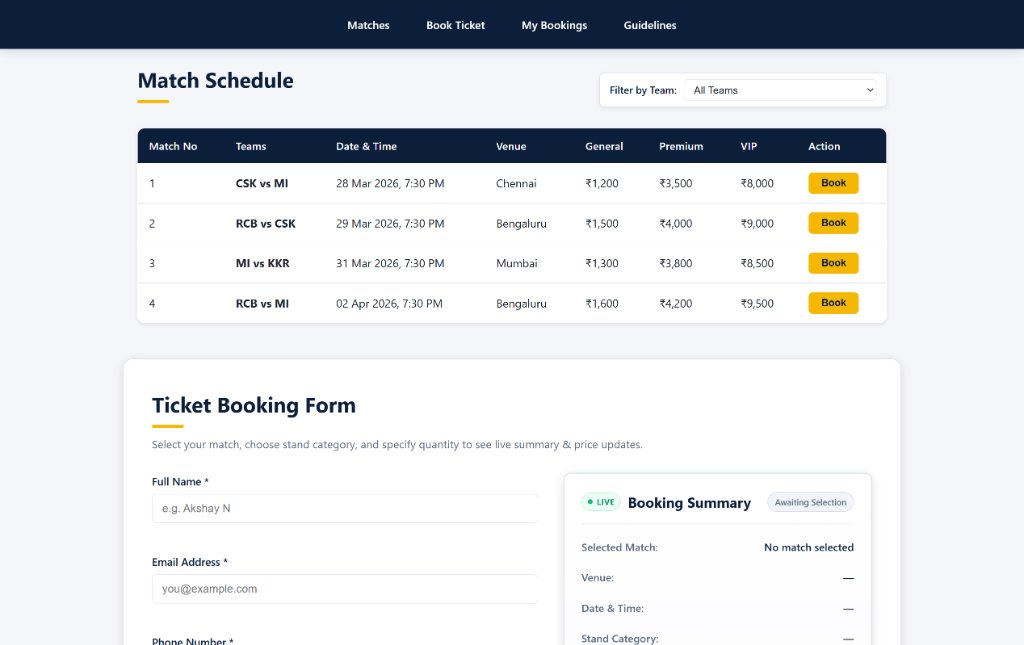 Matches Book Ticket My Bookings Guidelines
Match Schedule
Filter by Team: All Teams
Match No Teams Date & Time Venue General Premium VIP Action
1 CSK vs MI 28 Mar 2026, 7:30 PM Chennai ₹1,200 ₹3,500 ₹8,000 Book
2 RCB vs CSK 29 Mar 2026, 7:30 PM Bengaluru ₹1,500 ₹4,000 ₹9,000 Book
3 MI vs KKR 31 Mar 2026, 7:30 PM Mumbai ₹1,300 ₹3,800 ₹8,500 Book
4 RCB vs MI 02 Apr 2026, 7:30 PM Bengaluru ₹1,600 ₹4,200 ₹9,500 Book
Ticket Booking Form
Select your match, choose stand category, and specify quantity to see live summary & price updates.
Full Name *
e.g. Akshay N
Email Address *
you@example.com
Phone Number *
LIVE Booking Summary Awaiting Selection
Selected Match: No match selected
Venue: —
Date & Time: —
Stand Category: —